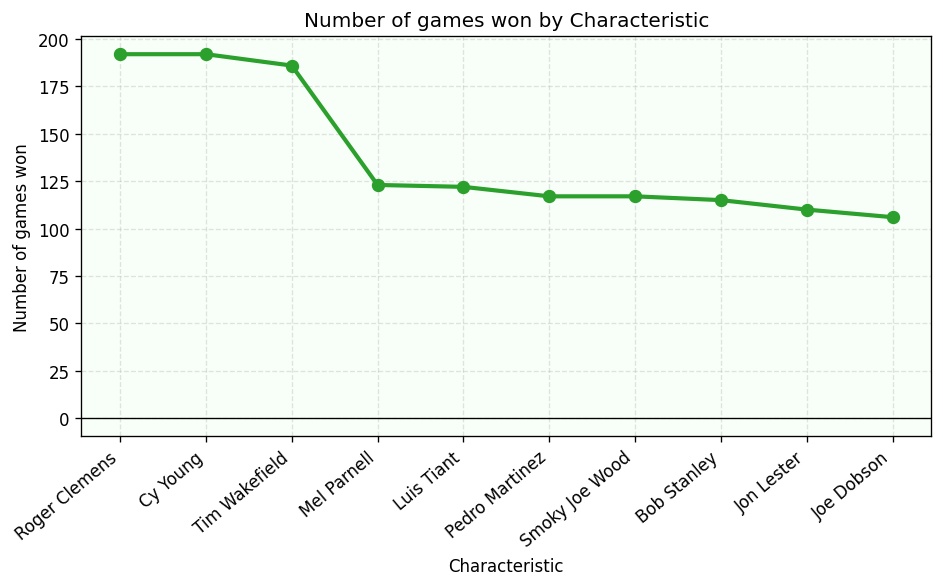 Number of games won by Characteristic
Number of games won
200
175
150
125
100
75
50
25
0
Roger Clemens
Cy Young
Tim Wakefield
Mel Parnell
Luis Tiant
Pedro Martinez
Smoky Joe Wood
Bob Stanley
Jon Lester
Joe Dobson
Characteristic